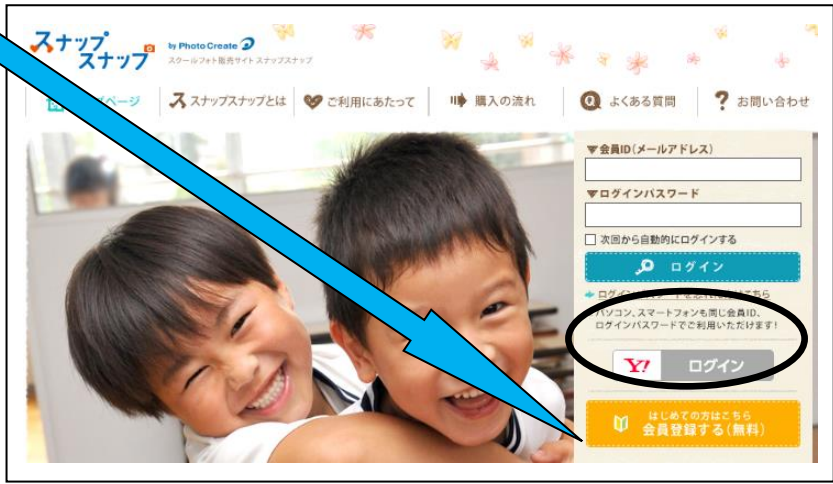 スナップ
スナップ
by Photo Create
スクールフォト販売サイト スナップスナップ
ページ
スナップスナップとは
ご利用にあたって
購入の流れ
よくある質問
お問い合わせ
▼会員ID(メールアドレス)
▼ログインパスワード
次回から自動的にログインする
ログイン
パソコン、スマートフォンも同じ会員ID、
ログインパスワードでご利用いただけます!
Y! ログイン
はじめての方はこちら
会員登録する(無料)